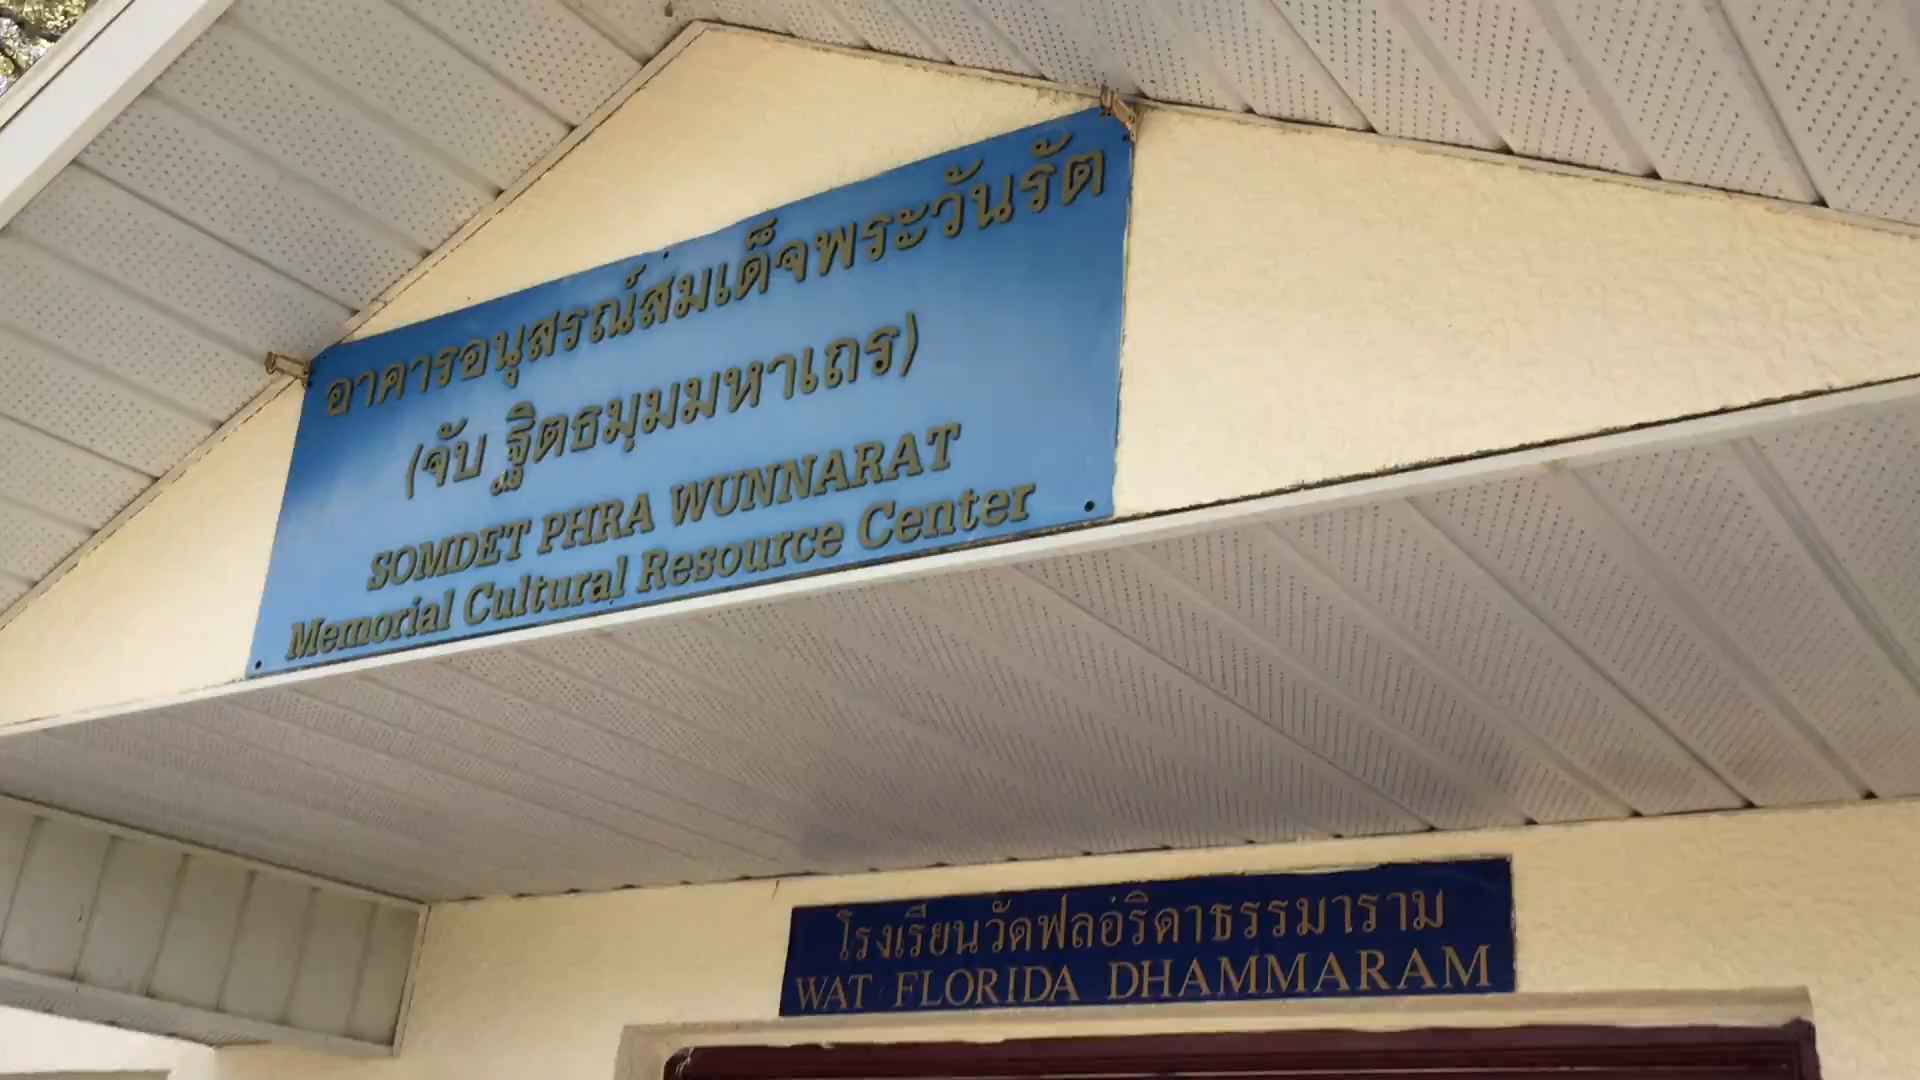 อาคารอนุสรณ์สมเด็จพระวันรัต
(จับ ฐิตธมฺมมหาเถร)
SOMDET PHRA WUNNARAT
Memorial Cultural Resource Center
โรงเรียนวัดฟลอริดาธรรมาราม
WAT FLORIDA DHAMMARAM